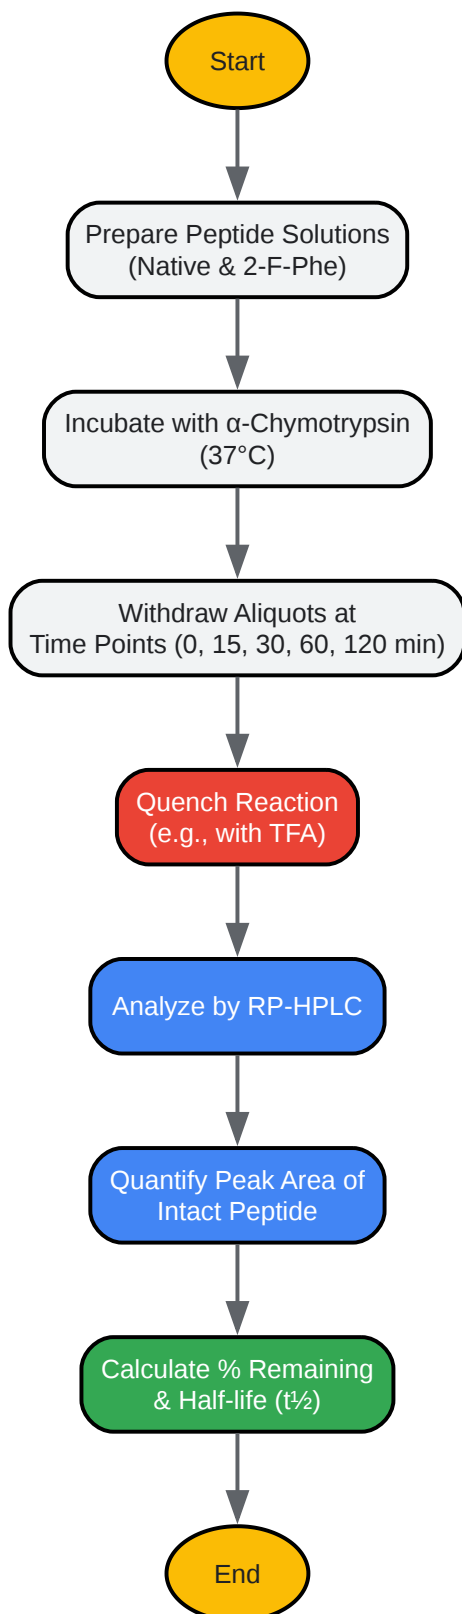 Start
Prepare Peptide Solutions
(Native & 2-F-Phe)
Incubate with α-Chymotrypsin
(37°C)
Withdraw Aliquots at
Time Points (0, 15, 30, 60, 120 min)
Quench Reaction
(e.g., with TFA)
Analyze by RP-HPLC
Quantify Peak Area of
Intact Peptide
Calculate % Remaining
& Half-life (t½)
End